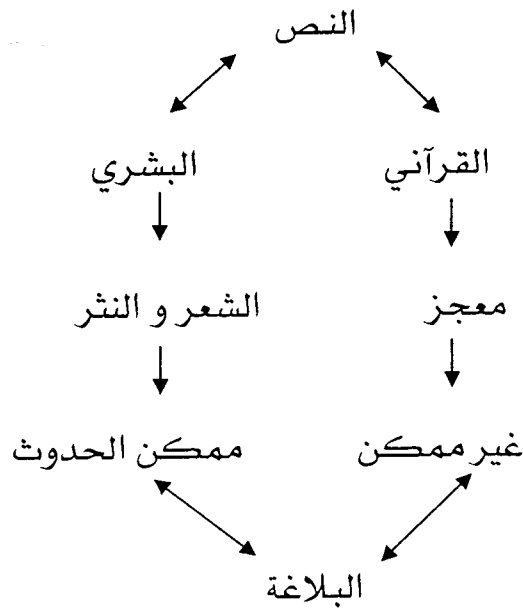 النص
القرآني البشري
معجز الشعر و النثر
غير ممكن ممكن الحدوث
البلاغة